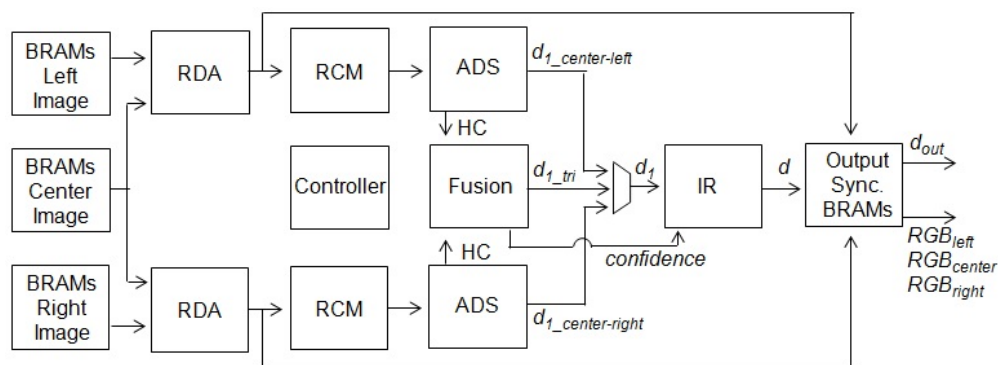 BRAMs
Left
Image
RDA
RCM
ADS
d1_center-left
HC
BRAMs
Center
Image
Controller
Fusion
d1_tri
d1
IR
d
Output
Sync.
BRAMs
dout
RGBleft
RGBcenter
RGBright
HC
confidence
BRAMs
Right
Image
RDA
RCM
ADS
d1_center-right